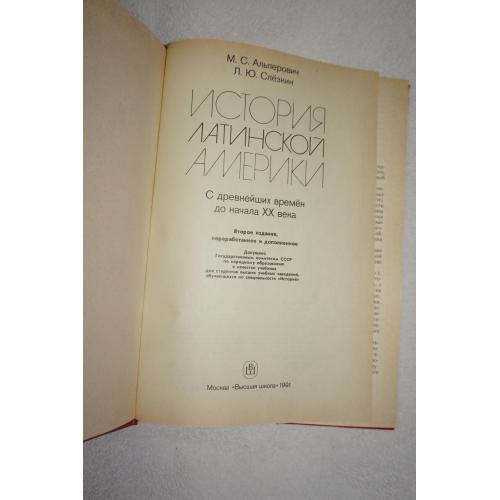 М. С. Альперович
Л. Ю. Слёзкин
ИСТОРИЯ
ЛАТИНСКОЙ
АМЕРИКИ
С древнейших времён
до начала XX века
Второе издание,
переработанное и дополненное
Допущено
Государственным комитетом СССР
по народному образованию
в качестве учебника
для студентов высших учебных заведений,
обучающихся по специальности «История»
ВШ
Москва «Высшая школа» 1991